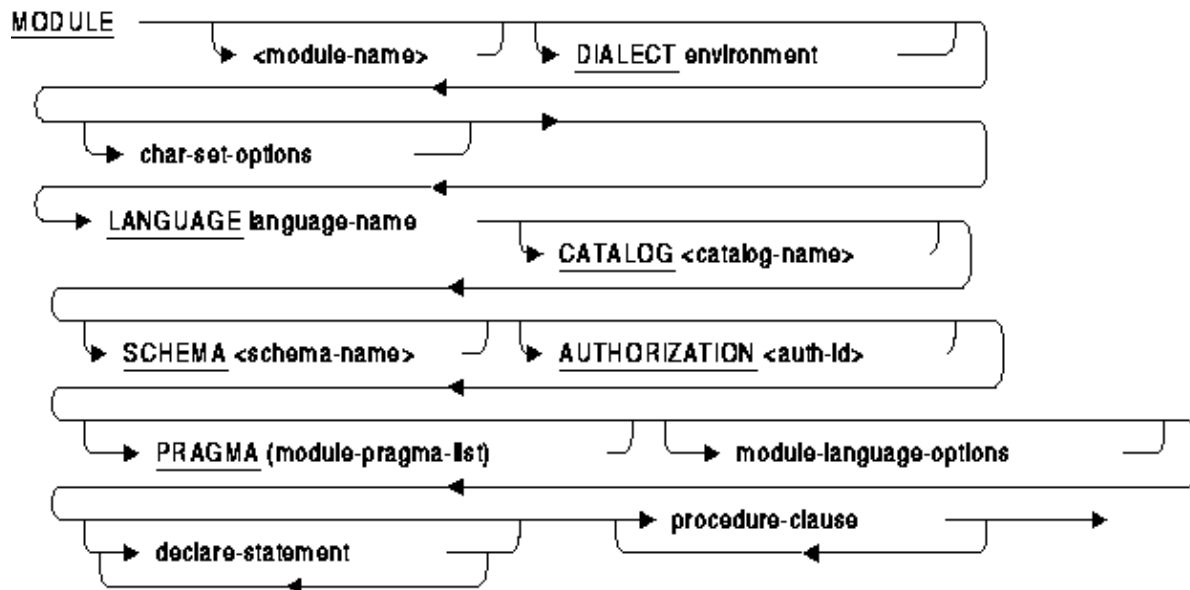 MODULE
<module-name> DIALECT environment
char-set-options
LANGUAGE language-name
CATALOG <catalog-name>
SCHEMA <schema-name> AUTHORIZATION <auth-id>
PRAGMA (module-pragma-list) module-language-options
procedure-clause
declare-statement